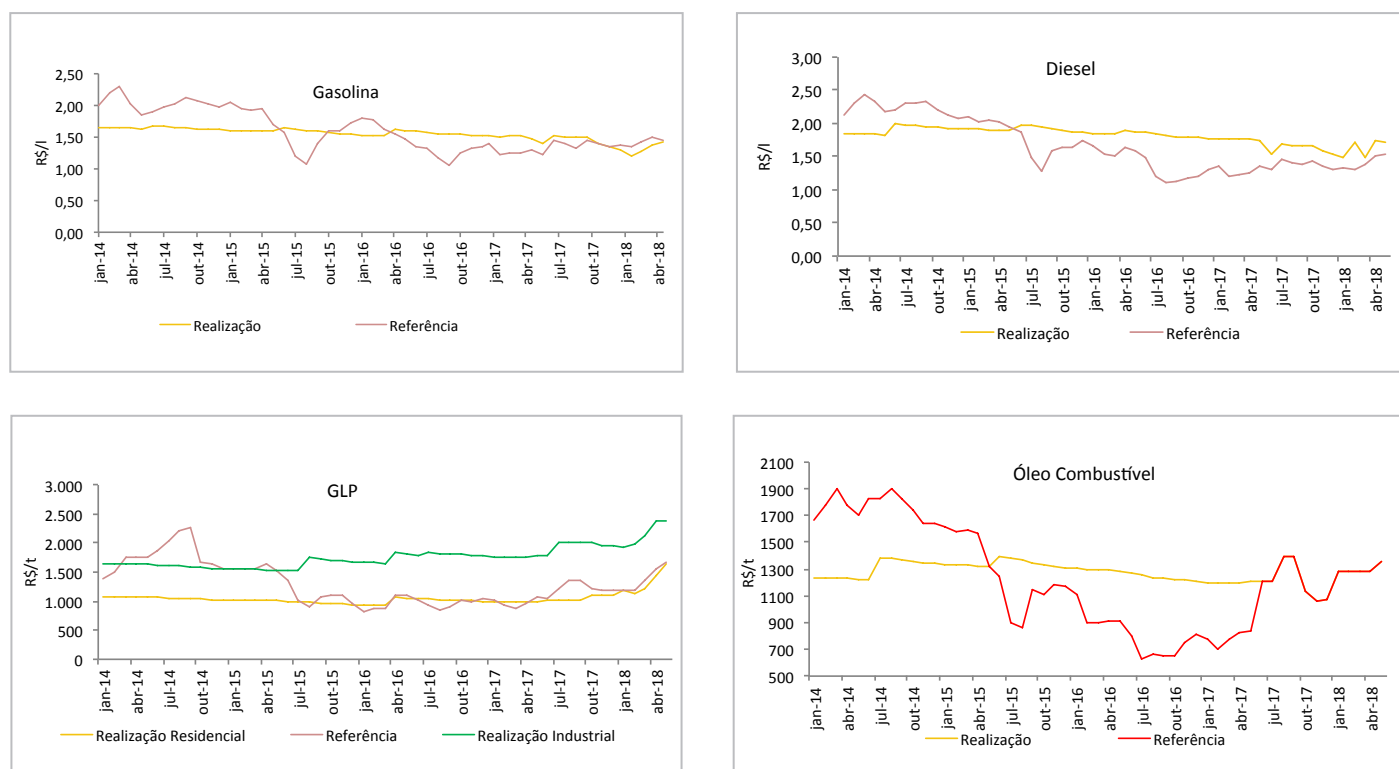 Gasolina
R$/l
2,50
2,00
1,50
1,00
0,50
0,00
jan-14 abr-14 jul-14 out-14 jan-15 abr-15 jul-15 out-15 jan-16 abr-16 jul-16 out-16 jan-17 abr-17 jul-17 out-17 jan-18 abr-18
Realização Referência
Diesel
R$/l
3,00
2,50
2,00
1,50
1,00
0,50
0,00
jan-14 abr-14 jul-14 out-14 jan-15 abr-15 jul-15 out-15 jan-16 abr-16 jul-16 out-16 jan-17 abr-17 jul-17 out-17 jan-18 abr-18
Realização Referência
GLP
R$/t
3.000
2.500
2.000
1.500
1.000
500
0
jan-14 abr-14 jul-14 out-14 jan-15 abr-15 jul-15 out-15 jan-16 abr-16 jul-16 out-16 jan-17 abr-17 jul-17 out-17 jan-18 abr-18
Realização Residencial Referência Realização Industrial
Óleo Combustível
R$/t
2100
1900
1700
1500
1300
1100
900
700
500
jan-14 abr-14 jul-14 out-14 jan-15 abr-15 jul-15 out-15 jan-16 abr-16 jul-16 out-16 jan-17 abr-17 jul-17 out-17 jan-18 abr-18
Realização Referência